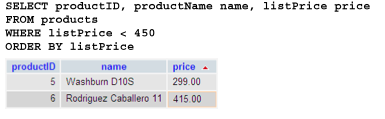 SELECT productID, productName name, listPrice price
FROM products
WHERE listPrice < 450
ORDER BY listPrice
productID name price
5 Washburn D10S 299.00
6 Rodriguez Caballero 11 415.00